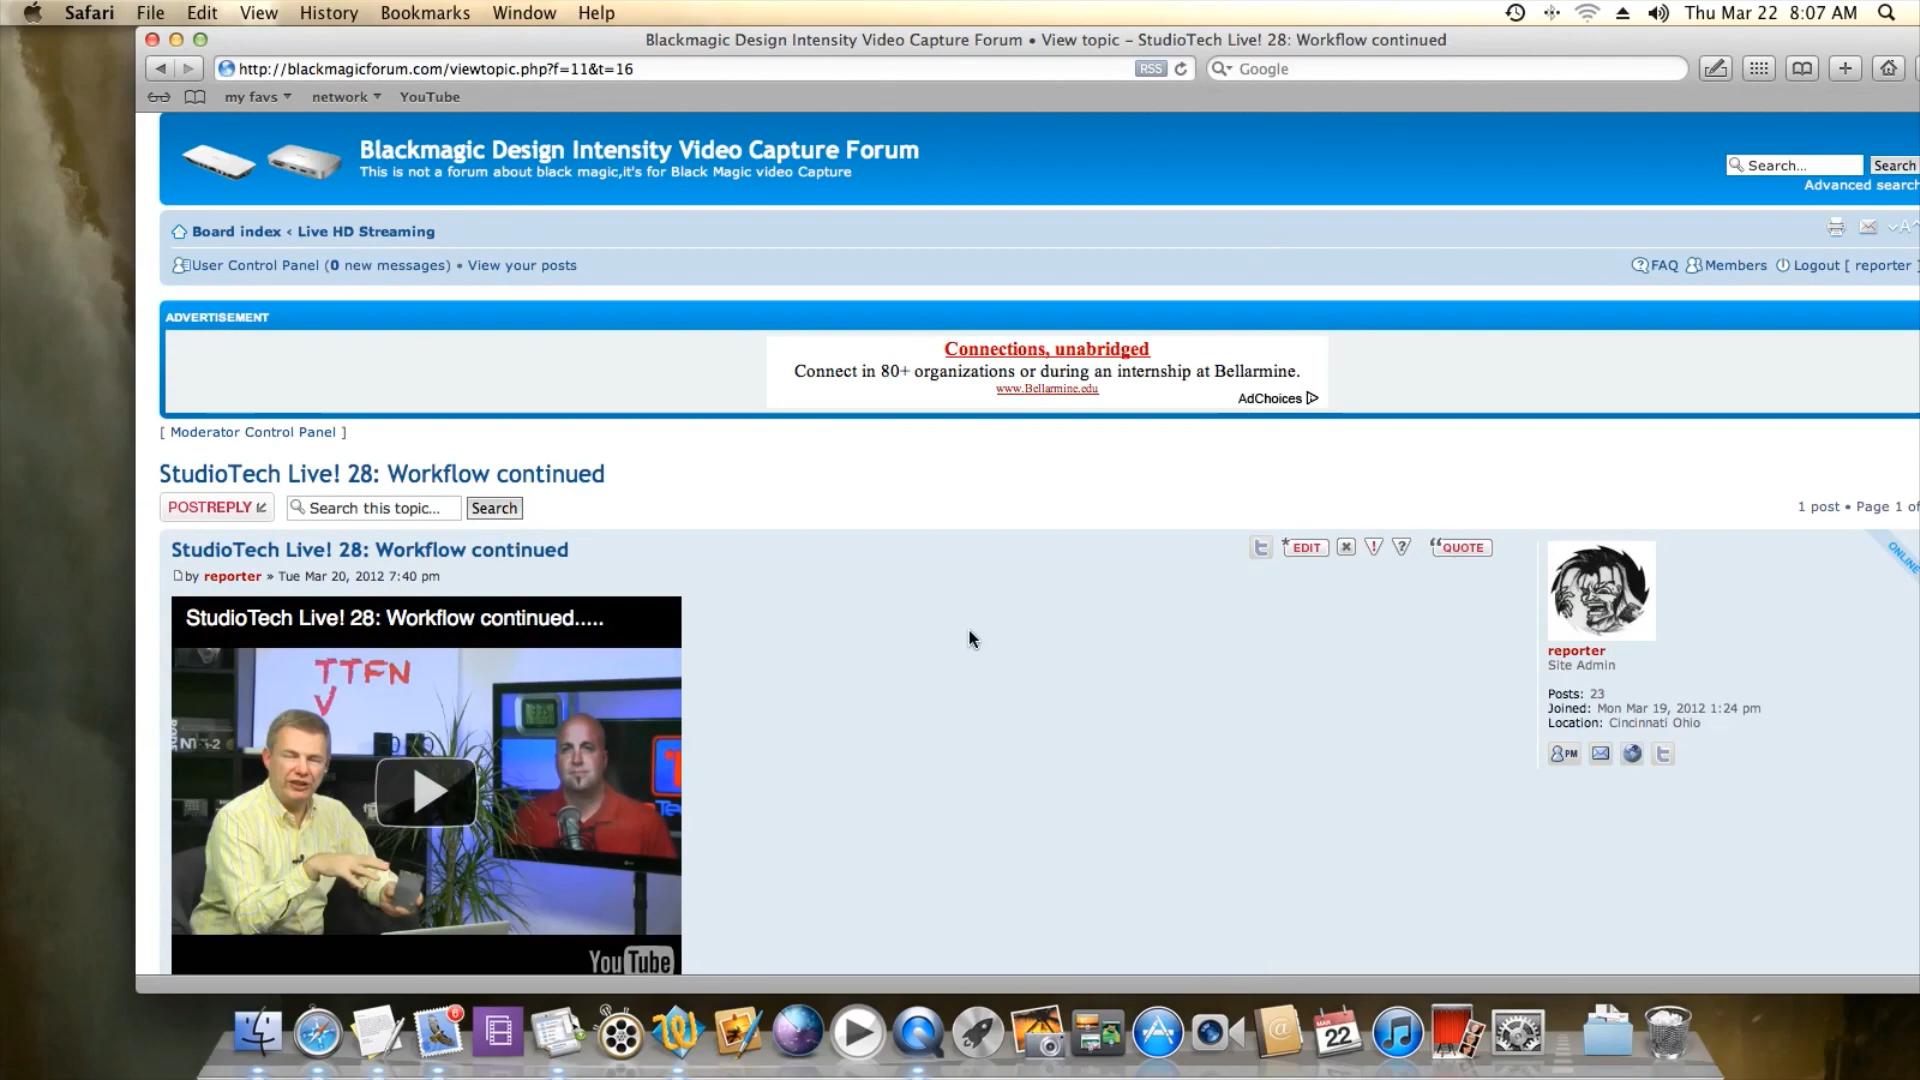 Safari File Edit View History Bookmarks Window Help
Thu Mar 22 8:07 AM
Blackmagic Design Intensity Video Capture Forum • View topic – StudioTech Live! 28: Workflow continued
http://blackmagicforum.com/viewtopic.php?f=11&t=16
RSS
Google
my favs network YouTube
Blackmagic Design Intensity Video Capture Forum
This is not a forum about black magic,it's for Black Magic video Capture
Search... Search
Advanced search
Board index ‹ Live HD Streaming
User Control Panel (0 new messages) • View your posts
FAQ Members Logout [ reporter ]
ADVERTISEMENT
Connections, unabridged
Connect in 80+ organizations or during an internship at Bellarmine.
www.Bellarmine.edu
AdChoices
[ Moderator Control Panel ]
StudioTech Live! 28: Workflow continued
POSTREPLY Search this topic... Search
1 post • Page 1 of
StudioTech Live! 28: Workflow continued
EDIT QUOTE
ONLINE
by reporter » Tue Mar 20, 2012 7:40 pm
StudioTech Live! 28: Workflow continued.....
TTFN
V
YouTube
reporter
Site Admin
Posts: 23
Joined: Mon Mar 19, 2012 1:24 pm
Location: Cincinnati Ohio
PM
6
MAR
22